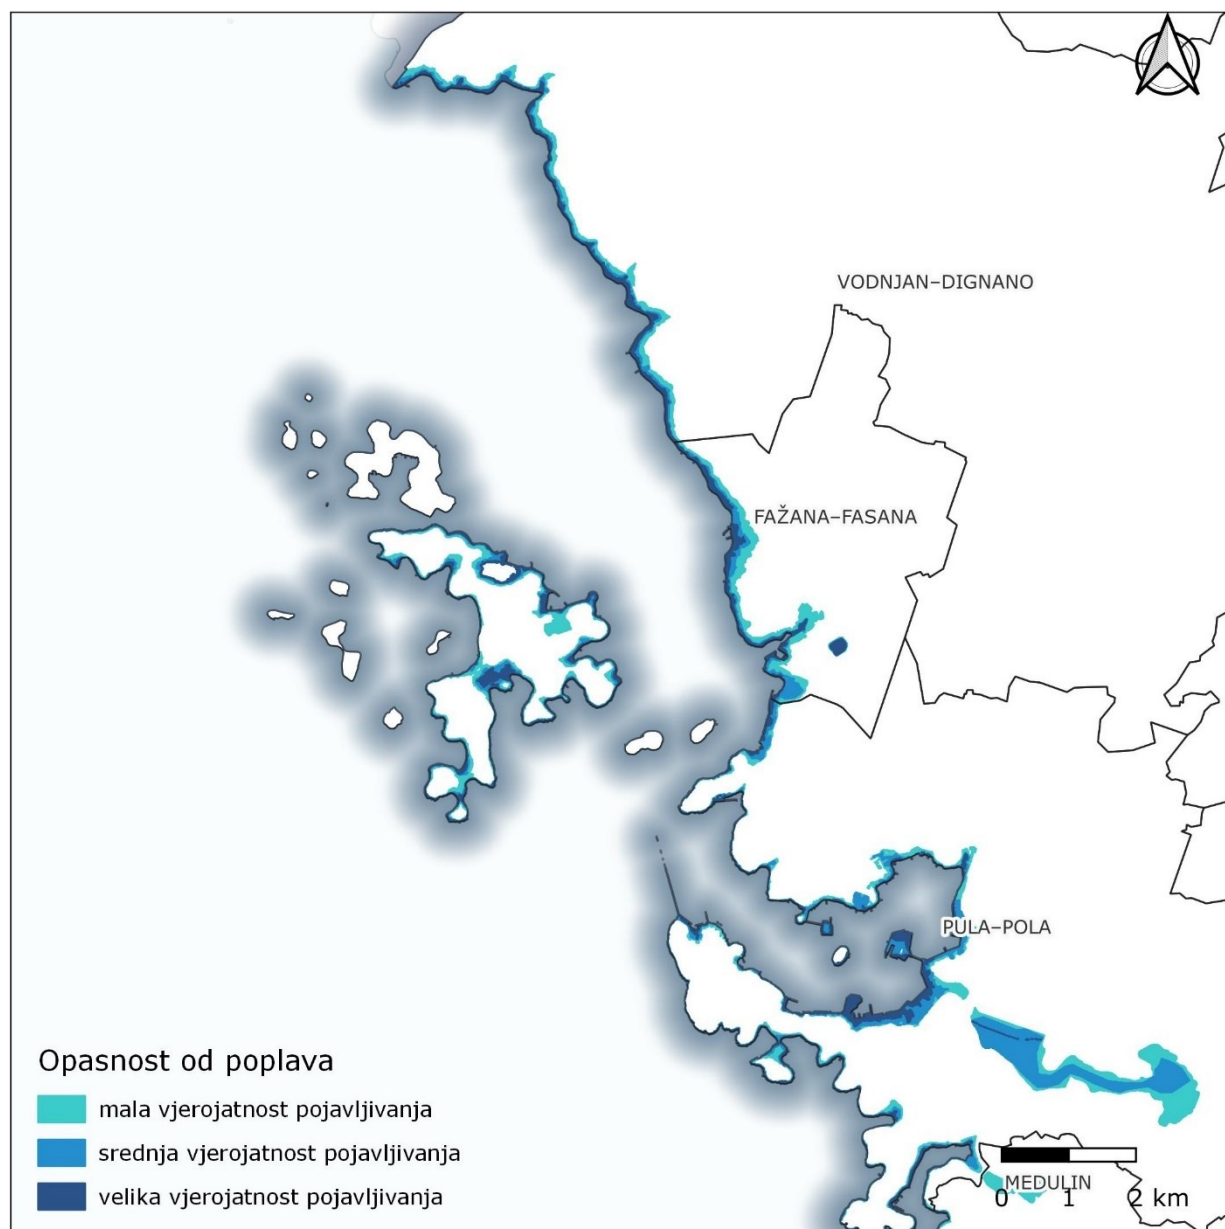 VODNJAN–DIGNANO
FAŽANA–FASANA
PULA–POLA
Opasnost od poplava
mala vjerojatnost pojavljivanja
srednja vjerojatnost pojavljivanja
velika vjerojatnost pojavljivanja
MEDULIN
0 1 2 km